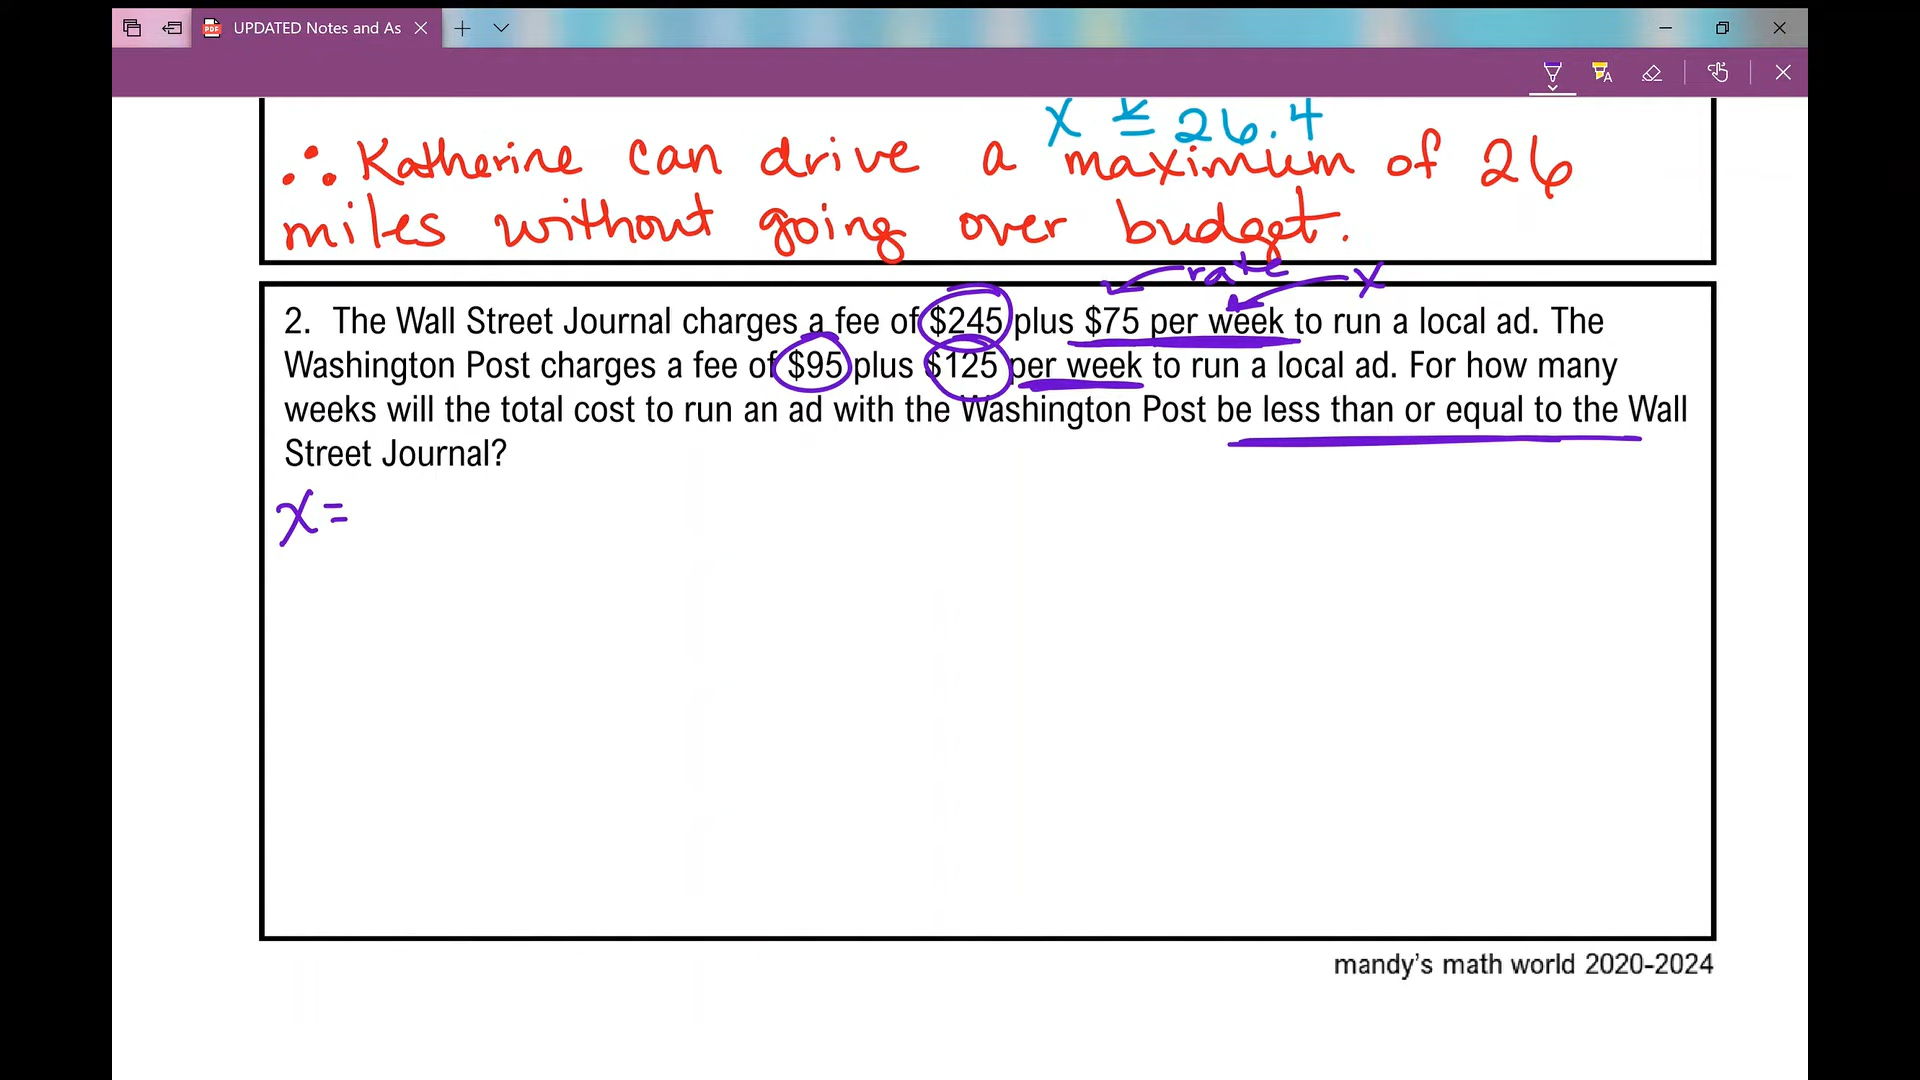 UPDATED Notes and As
x ≤ 26.4
∴ Katherine can drive a maximum of 26
miles without going over budget.
rate x
2. The Wall Street Journal charges a fee of $245 plus $75 per week to run a local ad. The
Washington Post charges a fee of $95 plus $125 per week to run a local ad. For how many
weeks will the total cost to run an ad with the Washington Post be less than or equal to the Wall
Street Journal?
x =
mandy's math world 2020-2024